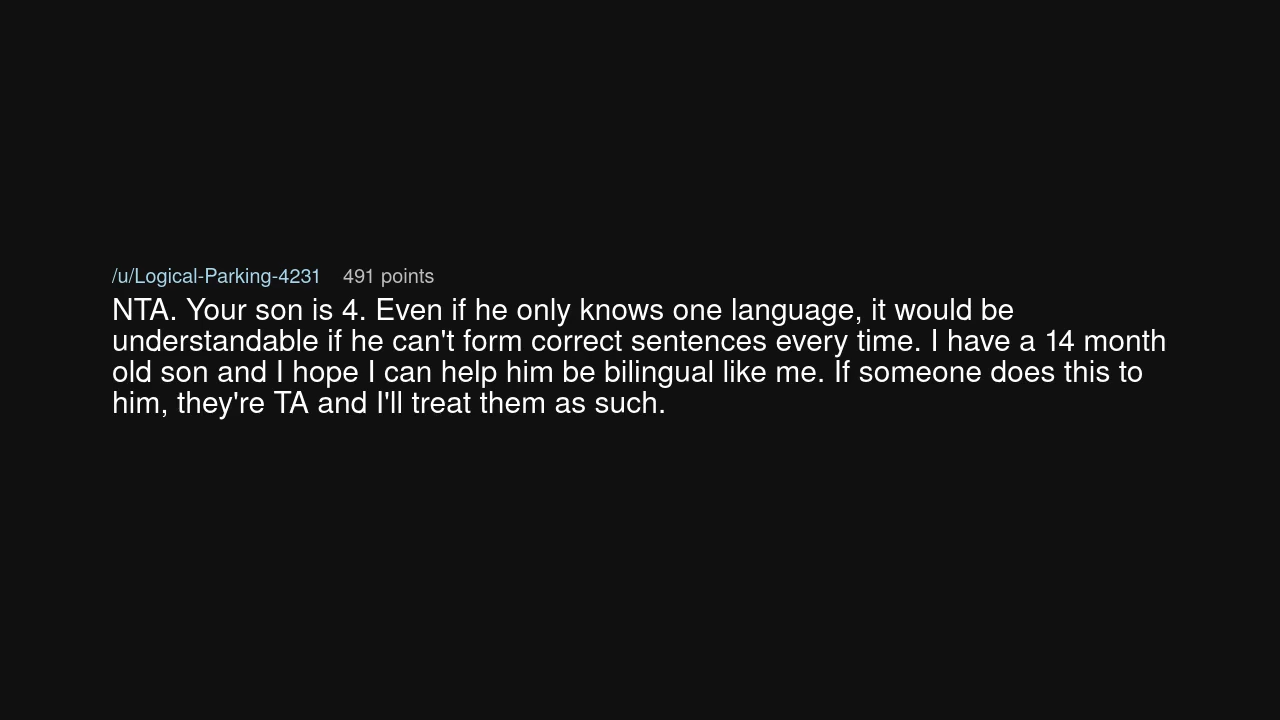 /u/Logical-Parking-4231 491 points
NTA. Your son is 4. Even if he only knows one language, it would be
understandable if he can't form correct sentences every time. I have a 14 month
old son and I hope I can help him be bilingual like me. If someone does this to
him, they're TA and I'll treat them as such.